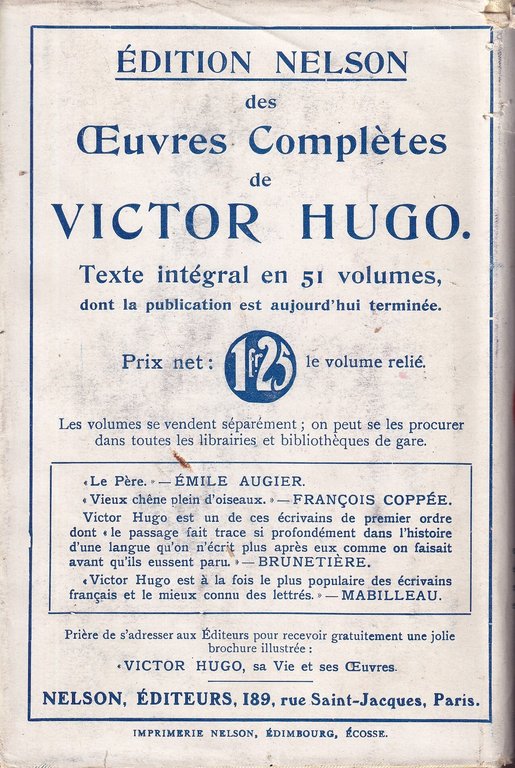 ÉDITION NELSON
des
Œuvres Complètes
de
VICTOR HUGO.
Texte intégral en 51 volumes,
dont la publication est aujourd'hui terminée.
Prix net : 1fr25 le volume relié.
Les volumes se vendent séparément ; on peut se les procurer
dans toutes les librairies et bibliothèques de gare.
« Le Père. » — ÉMILE AUGIER.
« Vieux chêne plein d'oiseaux. » — FRANÇOIS COPPÉE.
Victor Hugo est un de ces écrivains de premier ordre
dont « le passage fait trace si profondément dans l'histoire
d'une langue qu'on n'écrit plus après eux comme on faisait
avant qu'ils eussent paru. » — BRUNETIÈRE.
« Victor Hugo est à la fois le plus populaire des écrivains
français et le mieux connu des lettrés. » — MABILLEAU.
Prière de s'adresser aux Éditeurs pour recevoir gratuitement une jolie
brochure illustrée :
« VICTOR HUGO, sa Vie et ses Œuvres.
NELSON, ÉDITEURS, 189, rue Saint-Jacques, Paris.
IMPRIMERIE NELSON, ÉDIMBOURG, ÉCOSSE.